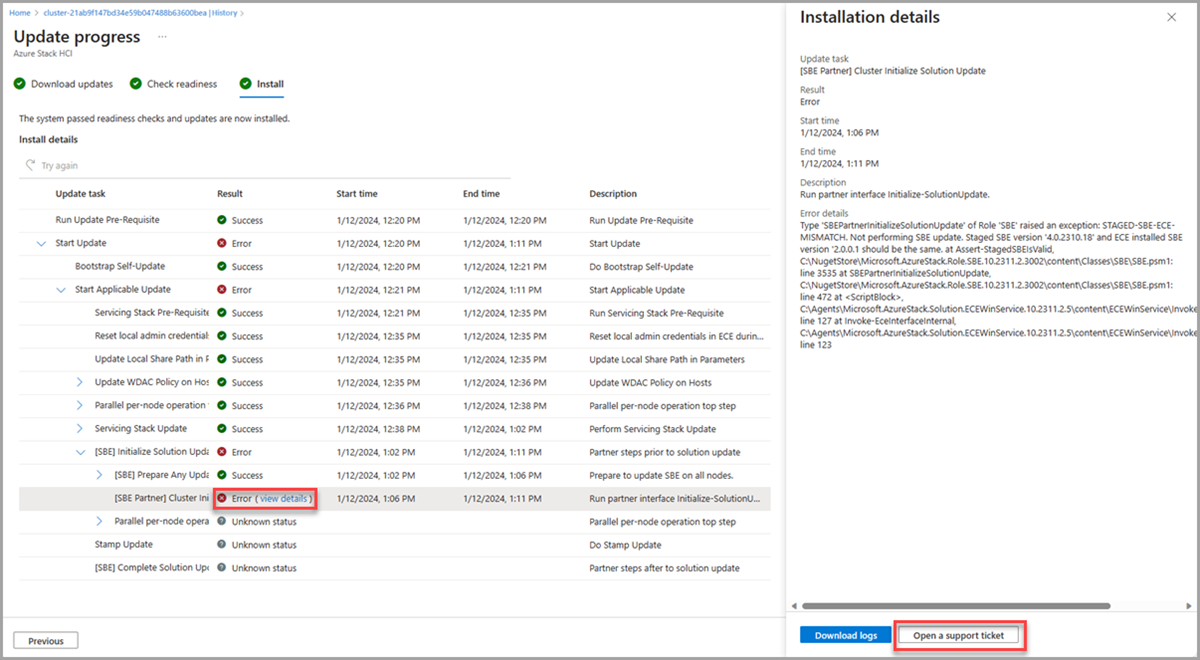 Home > cluster-21ab9f147bd34e59b047488b63600bea | History >
Update progress ...
Azure Stack HCI
Download updates Check readiness Install
The system passed readiness checks and updates are now installed.
Install details
Try again
Update task Result Start time End time Description
Run Update Pre-Requisite Success 1/12/2024, 12:20 PM 1/12/2024, 12:20 PM Run Update Pre-Requisite
Start Update Error 1/12/2024, 12:20 PM 1/12/2024, 1:11 PM Start Update
Bootstrap Self-Update Success 1/12/2024, 12:20 PM 1/12/2024, 12:21 PM Do Bootstrap Self-Update
Start Applicable Update Error 1/12/2024, 12:21 PM 1/12/2024, 1:11 PM Start Applicable Update
Servicing Stack Pre-Requisite Success 1/12/2024, 12:21 PM 1/12/2024, 12:35 PM Run Servicing Stack Pre-Requisite
Reset local admin credentials Success 1/12/2024, 12:35 PM 1/12/2024, 12:35 PM Reset local admin credentials in ECE durin...
Update Local Share Path in P Success 1/12/2024, 12:35 PM 1/12/2024, 12:35 PM Update Local Share Path in Parameters
Update WDAC Policy on Hos Success 1/12/2024, 12:35 PM 1/12/2024, 12:36 PM Update WDAC Policy on Hosts
Parallel per-node operation Success 1/12/2024, 12:36 PM 1/12/2024, 12:38 PM Parallel per-node operation top step
Servicing Stack Update Success 1/12/2024, 12:38 PM 1/12/2024, 1:02 PM Perform Servicing Stack Update
[SBE] Initialize Solution Upda Error 1/12/2024, 1:02 PM 1/12/2024, 1:11 PM Partner steps prior to solution update
[SBE] Prepare Any Upda Success 1/12/2024, 1:02 PM 1/12/2024, 1:06 PM Prepare to update SBE on all nodes.
[SBE Partner] Cluster Ini Error ( view details ) 1/12/2024, 1:06 PM 1/12/2024, 1:11 PM Run partner interface Initialize-SolutionU...
Parallel per-node opera Unknown status Parallel per-node operation top step
Stamp Update Unknown status Do Stamp Update
[SBE] Complete Solution Upd Unknown status Partner steps after to solution update
Previous
Installation details
Update task
[SBE Partner] Cluster Initialize Solution Update
Result
Error
Start time
1/12/2024, 1:06 PM
End time
1/12/2024, 1:11 PM
Description
Run partner interface Initialize-SolutionUpdate.
Error details
Type 'SBEPartnerInitializeSolutionUpdate' of Role 'SBE' raised an exception: STAGED-SBE-ECE-
MISMATCH. Not performing SBE update. Staged SBE version '4.0.2310.18' and ECE installed SBE
version '2.0.0.1 should be the same. at Assert-StagedSBEIsValid,
C:\NugetStore\Microsoft.AzureStack.Role.SBE.10.2311.2.3002\content\Classes\SBE\SBE.psm1:
line 3535 at SBEPartnerInitializeSolutionUpdate,
C:\NugetStore\Microsoft.AzureStack.Role.SBE.10.2311.2.3002\content\Classes\SBE\SBE.psm1:
line 472 at <ScriptBlock>,
C:\Agents\Microsoft.AzureStack.Solution.ECEWinService.10.2311.2.5\content\ECEWinService\Invoke
line 127 at Invoke-EceInterfaceInternal,
C:\Agents\Microsoft.AzureStack.Solution.ECEWinService.10.2311.2.5\content\ECEWinService\Invoke
line 123
Download logs Open a support ticket